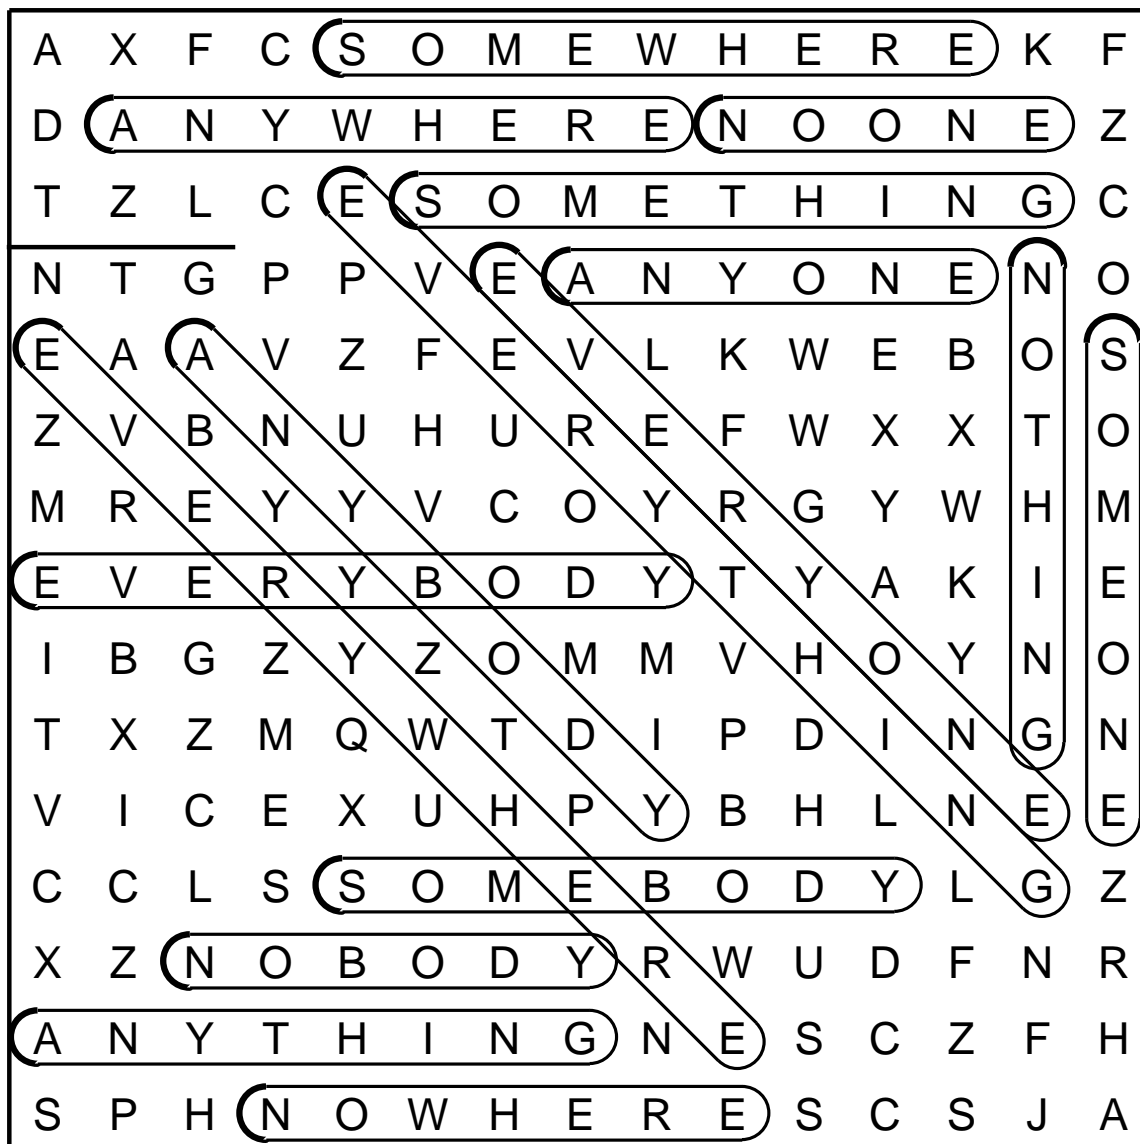 A X F C S O M E W H E R E K F
D A N Y W H E R E N O O N E Z
T Z L C E S O M E T H I N G C
N T G P P V E A N Y O N E N O
E A A V Z F E V L K W E B O S
Z V B N U H U R E F W X X T O
M R E Y Y V C O Y R G Y W H M
E V E R Y B O D Y T Y A K I E
I B G Z Y Z O M M V H O Y N O
T X Z M Q W T D I P D I N G N
V I C E X U H P Y B H L N E E
C C L S S O M E B O D Y L G Z
X Z N O B O D Y R W U D F N R
A N Y T H I N G N E S C Z F H
S P H N O W H E R E S C S J A